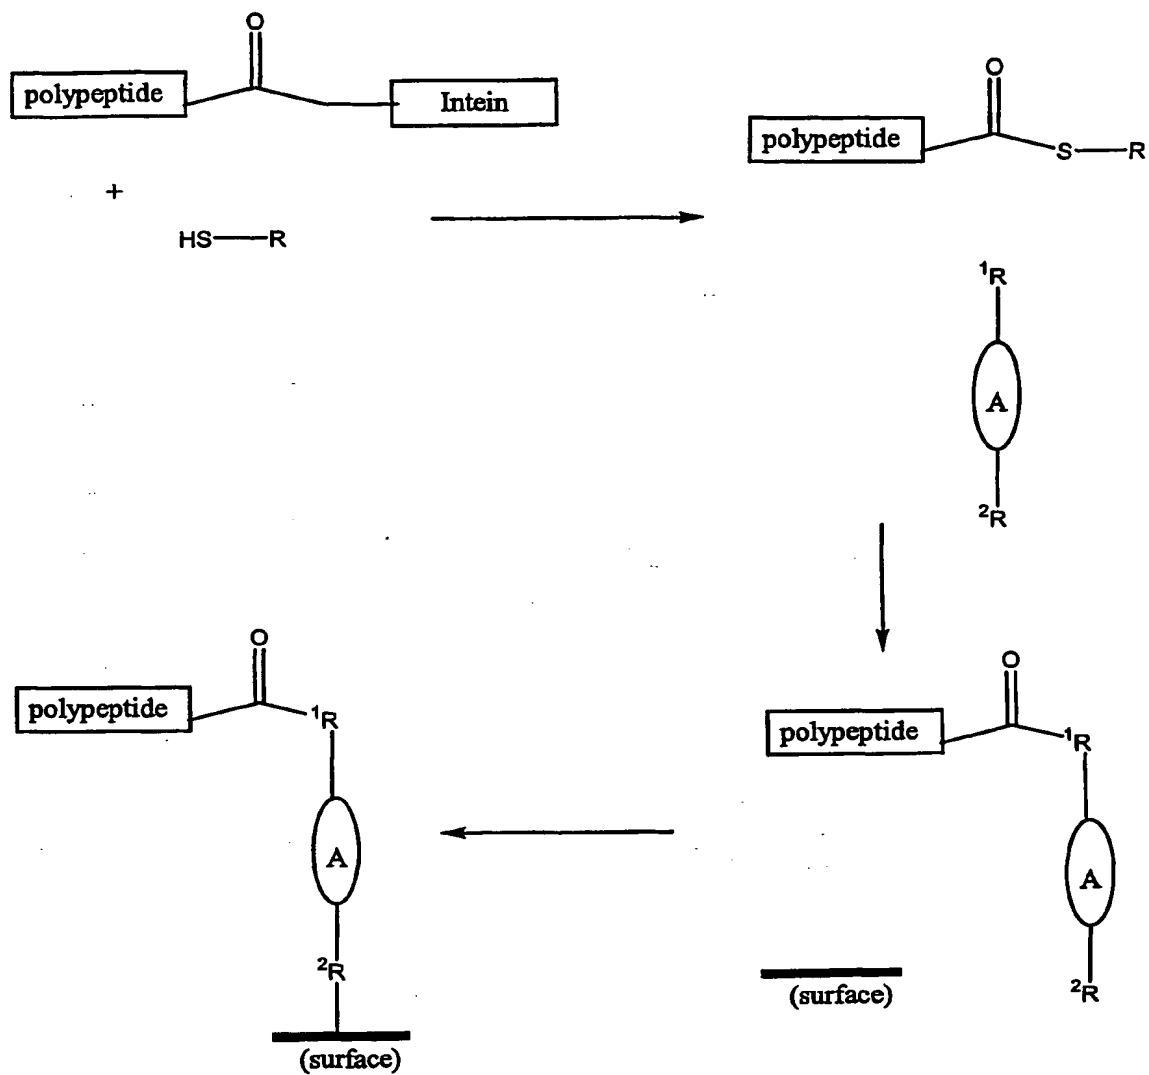 O
polypeptide
Intein
+
HS—R
O
polypeptide
S—R
¹R
A
²R
O
polypeptide
¹R
A
²R
(surface)
O
polypeptide
¹R
A
²R
(surface)